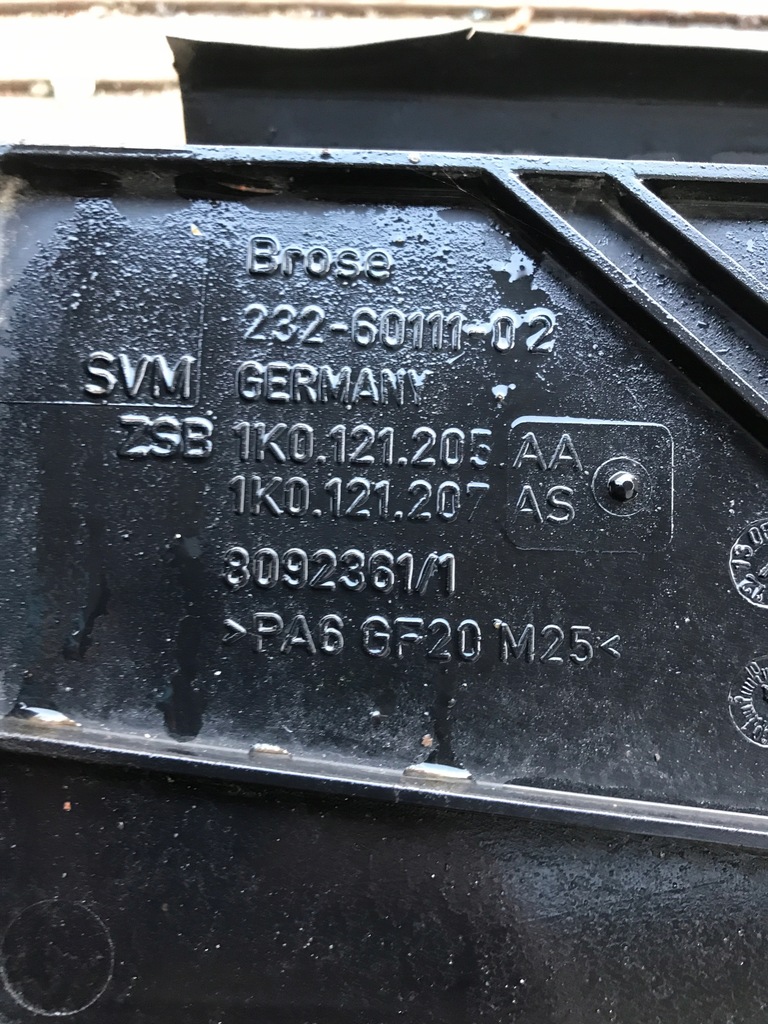 Brose
232-60111-02
SVM GERMANY
ZSB 1K0.121.205 AA
1K0.121.207 AS
8092361/1
>PA6 GF20 M25<